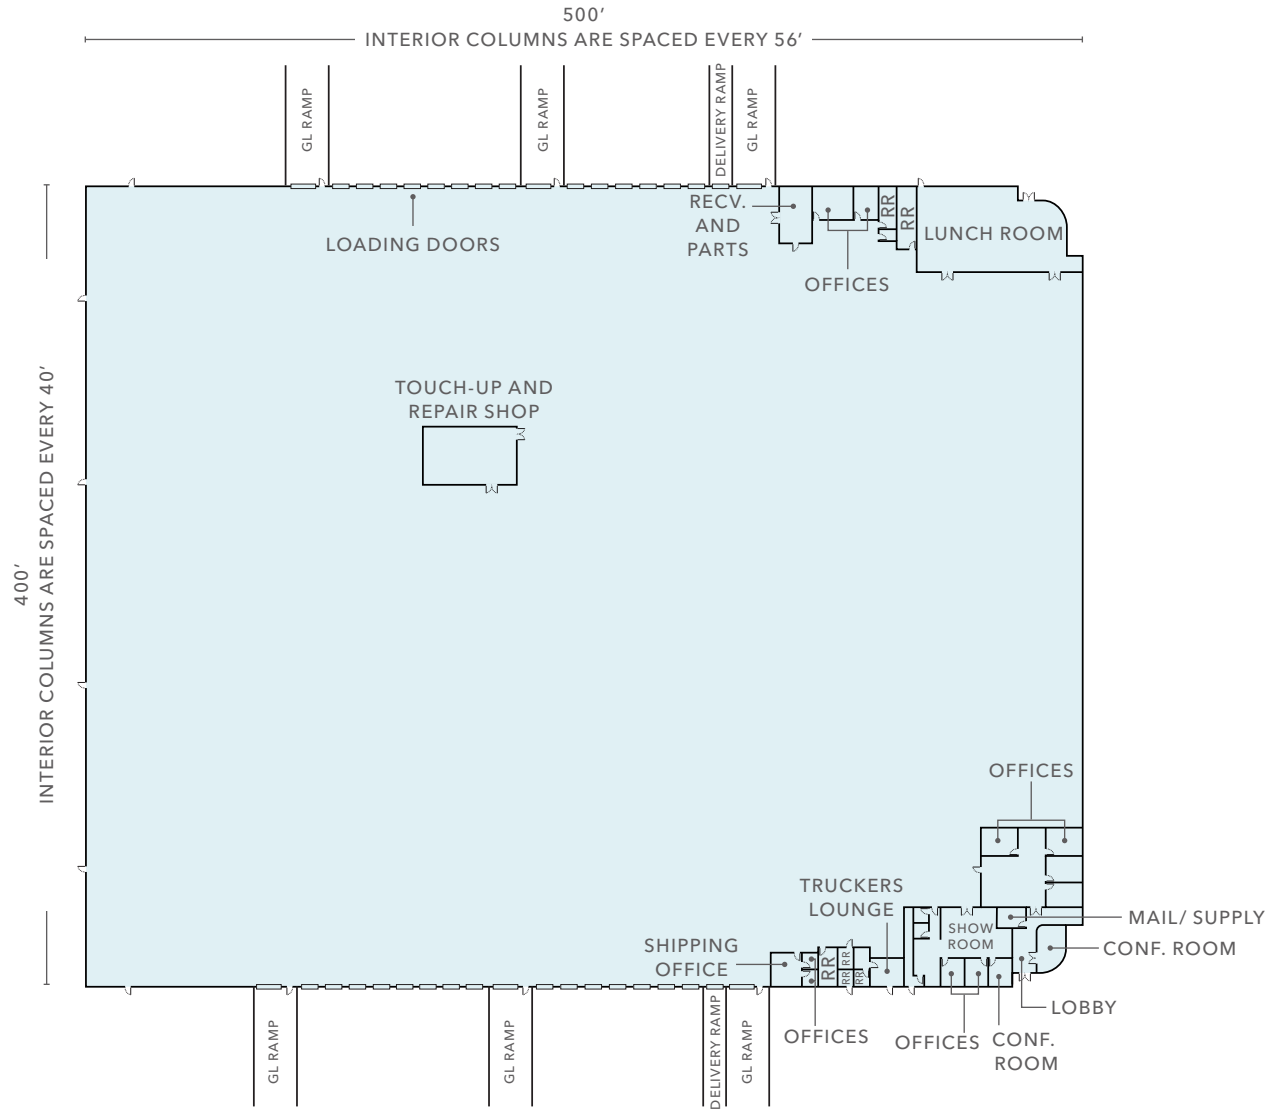 500’
INTERIOR COLUMNS ARE SPACED EVERY 56’
GL RAMP
GL RAMP
DELIVERY RAMP
GL RAMP
LOADING DOORS
RECV.
AND
PARTS
OFFICES
RR
RR
LUNCH ROOM
TOUCH-UP AND
REPAIR SHOP
400’
INTERIOR COLUMNS ARE SPACED EVERY 40’
OFFICES
TRUCKERS
LOUNGE
SHOW
ROOM
MAIL/ SUPPLY
CONF. ROOM
SHIPPING
OFFICE
RR
RR
RR
RR
LOBBY
OFFICES
OFFICES
CONF.
ROOM
GL RAMP
GL RAMP
DELIVERY RAMP
GL RAMP